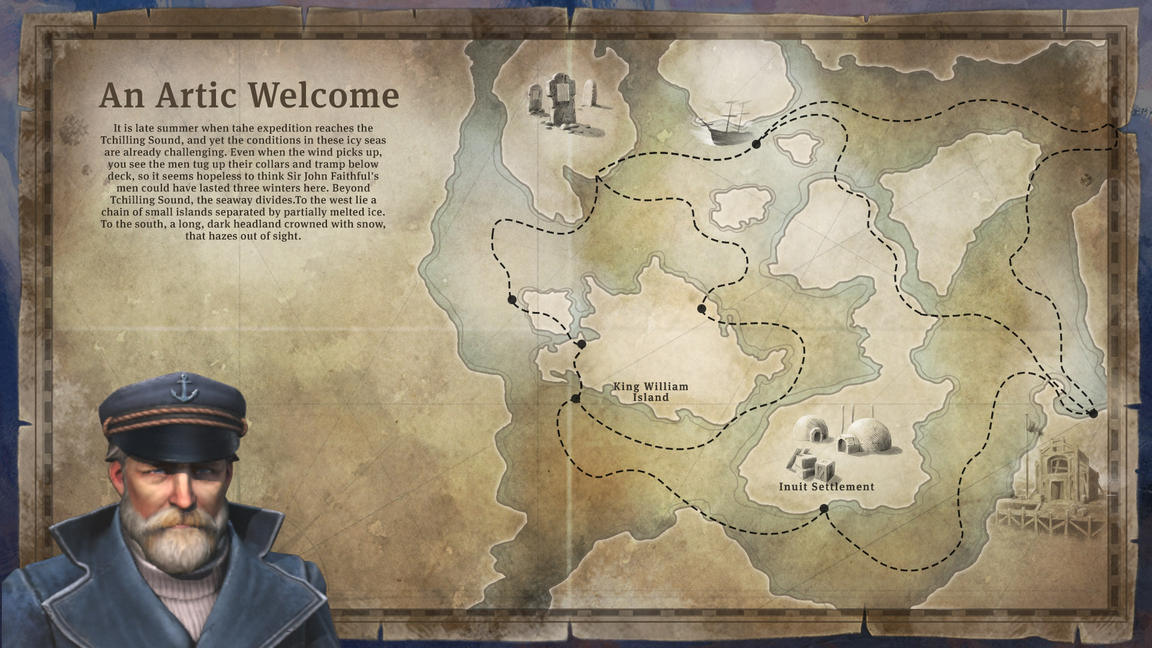 An Artic Welcome
It is late summer when tahe expedition reaches the
Tchilling Sound, and yet the conditions in these icy seas
are already challenging. Even when the wind picks up,
you see the men tug up their collars and tramp below
deck, so it seems hopeless to think Sir John Faithful's
men could have lasted three winters here. Beyond
Tchilling Sound, the seaway divides.To the west lie a
chain of small islands separated by partially melted ice.
To the south, a long, dark headland crowned with snow,
that hazes out of sight.
King William
Island
Inuit Settlement